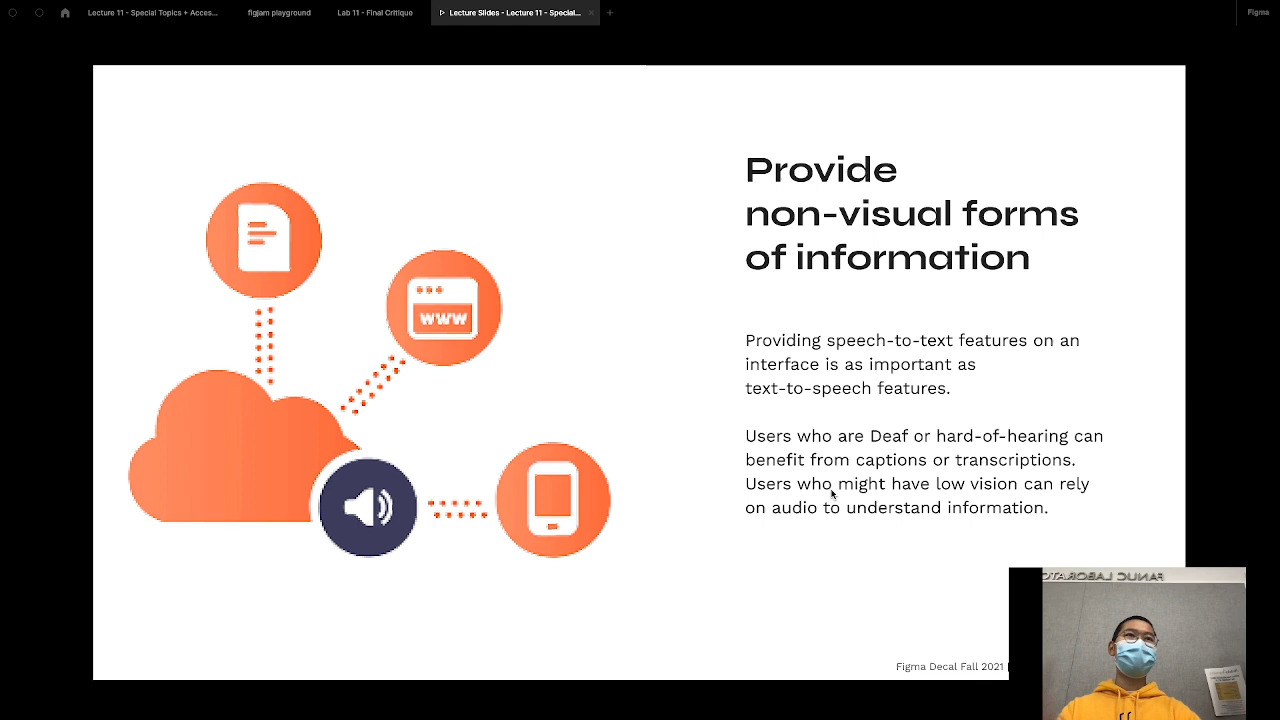 Lecture 11 - Special Topics + Acces...
figjam playground
Lab 11 - Final Critique
Lecture Slides - Lecture 11 - Special...
Figma
Provide
non-visual forms
of information
www
Providing speech-to-text features on an
interface is as important as
text-to-speech features.
Users who are Deaf or hard-of-hearing can
benefit from captions or transcriptions.
Users who might have low vision can rely
on audio to understand information.
Figma Decal Fall 2021
FANUC LABORATO